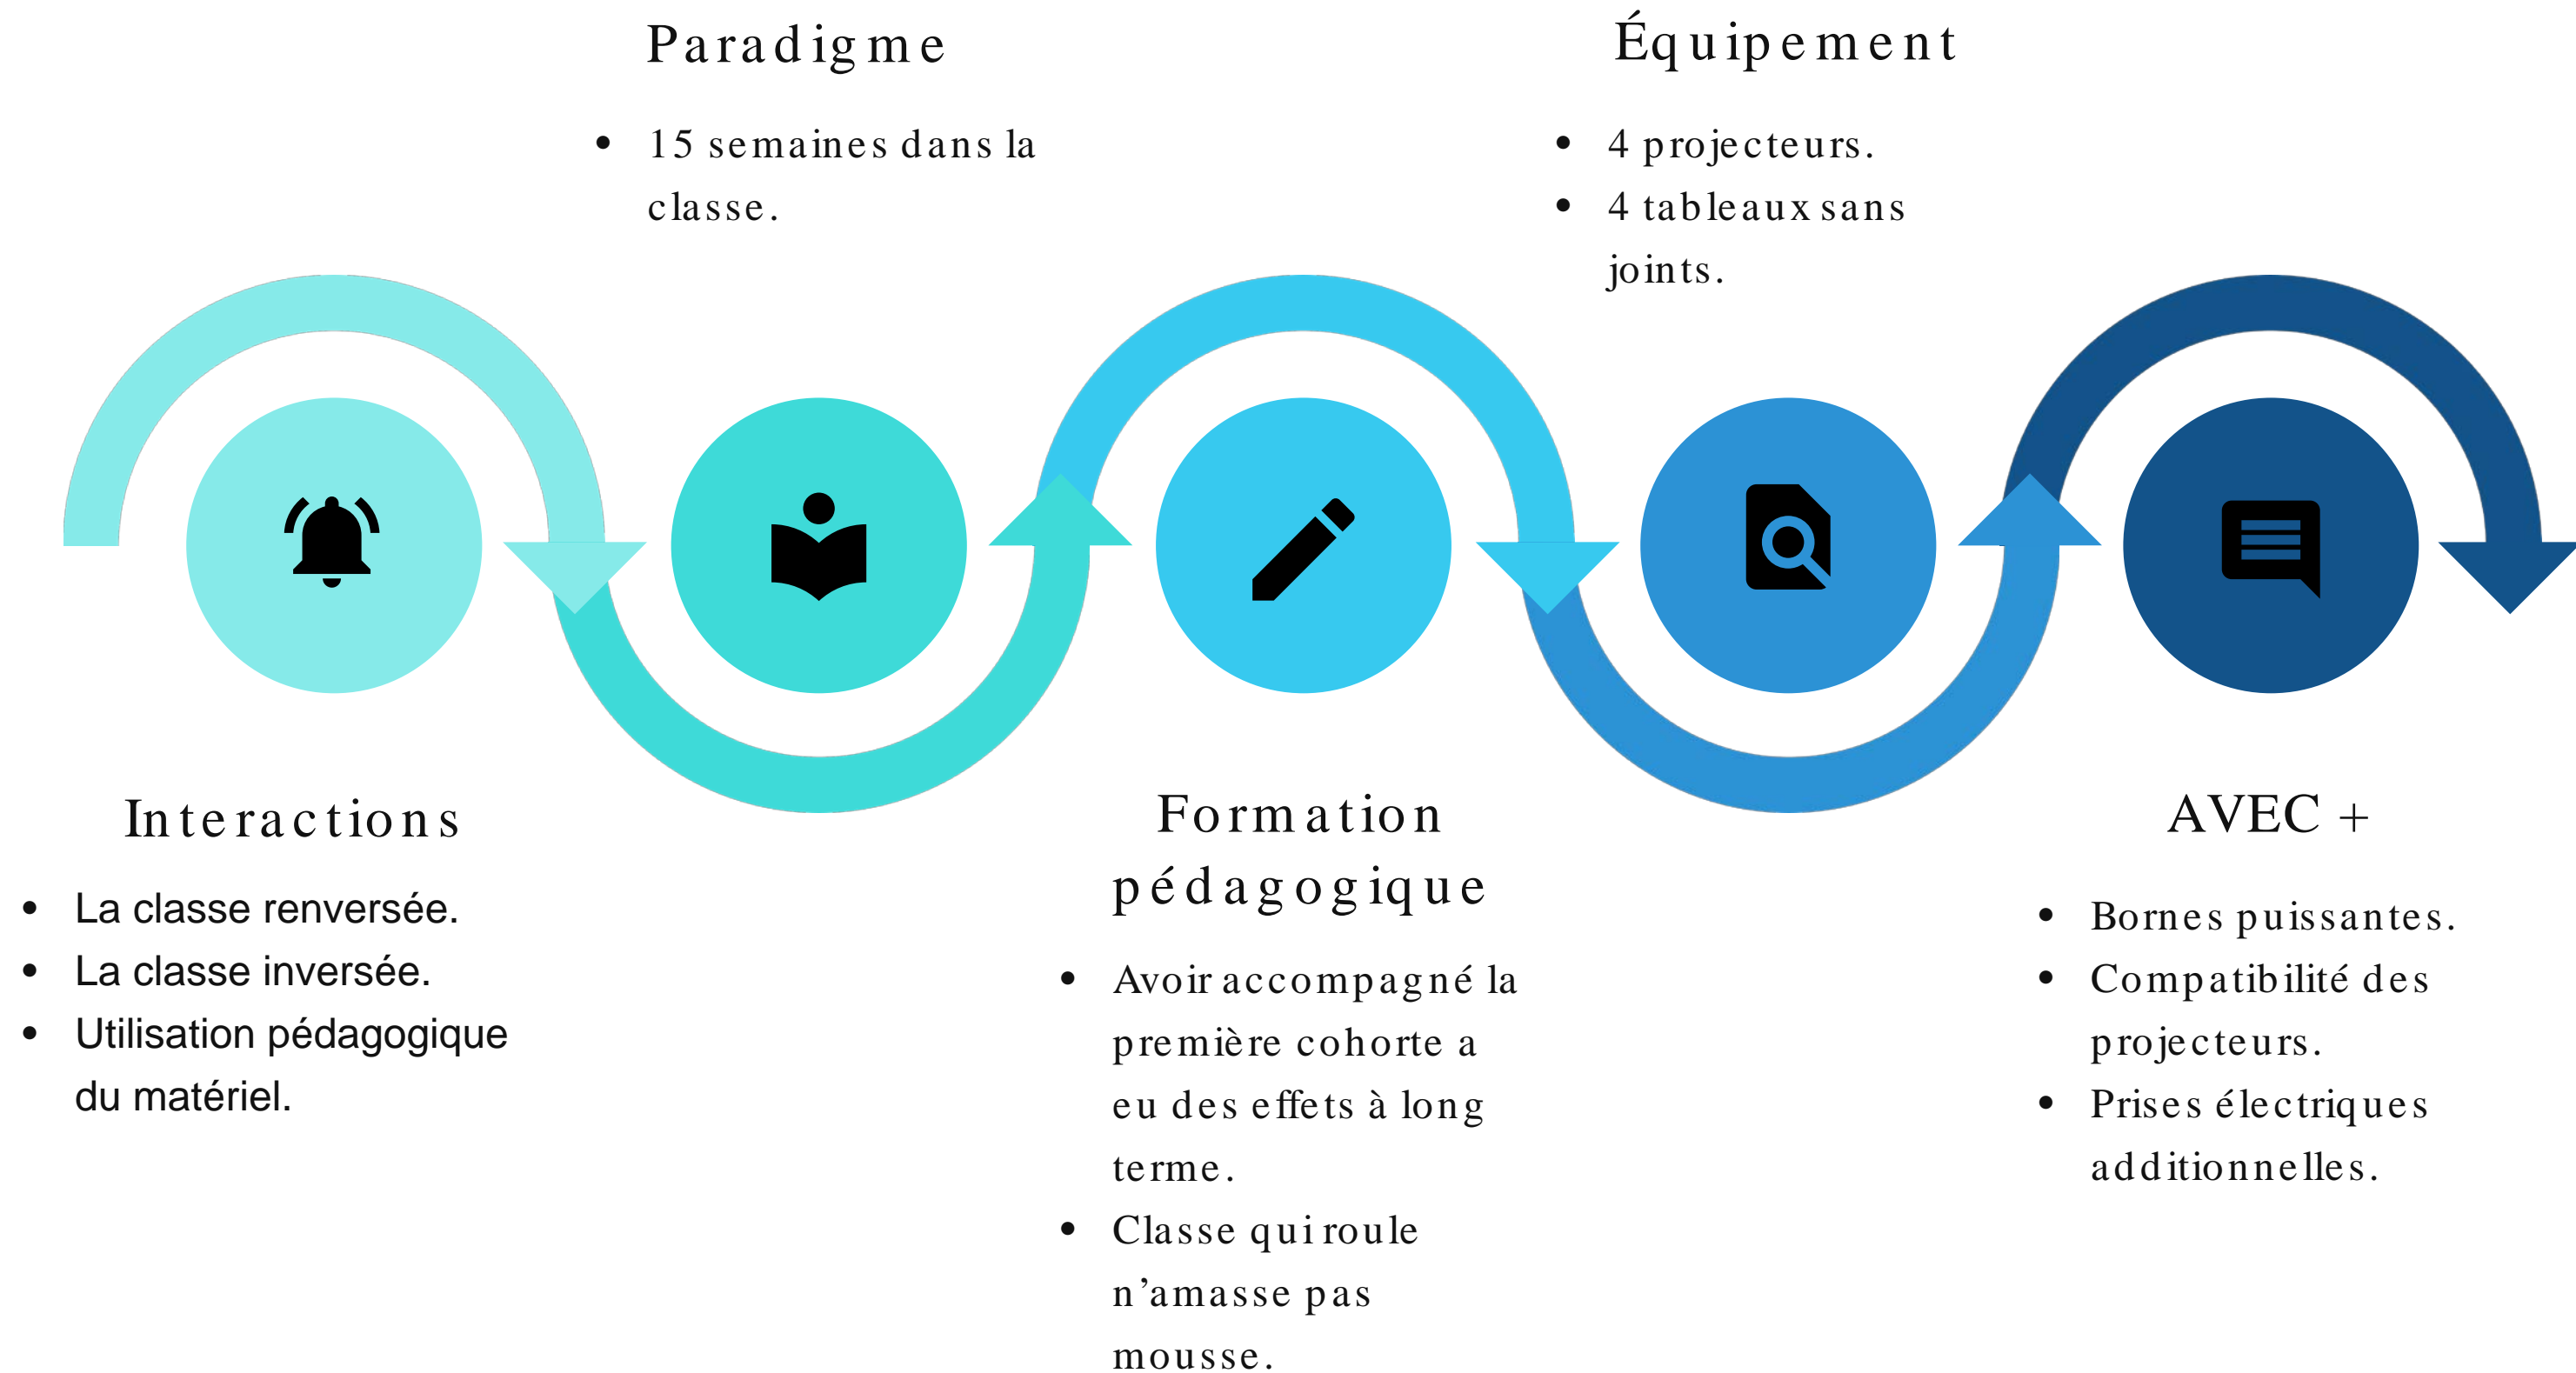 Paradigme
• 15 semaines dans la
classe.
Équipement
• 4 projecteurs.
• 4 tableaux sans
joints.
Interactions
• La classe renversée.
• La classe inversée.
• Utilisation pédagogique
du matériel.
Formation
pédagogique
• Avoir accompagné la
première cohorte a
eu des effets à long
terme.
• Classe qui roule
n’amasse pas
mousse.
AVEC +
• Bornes puissantes.
• Compatibilité des
projecteurs.
• Prises électriques
additionnelles.